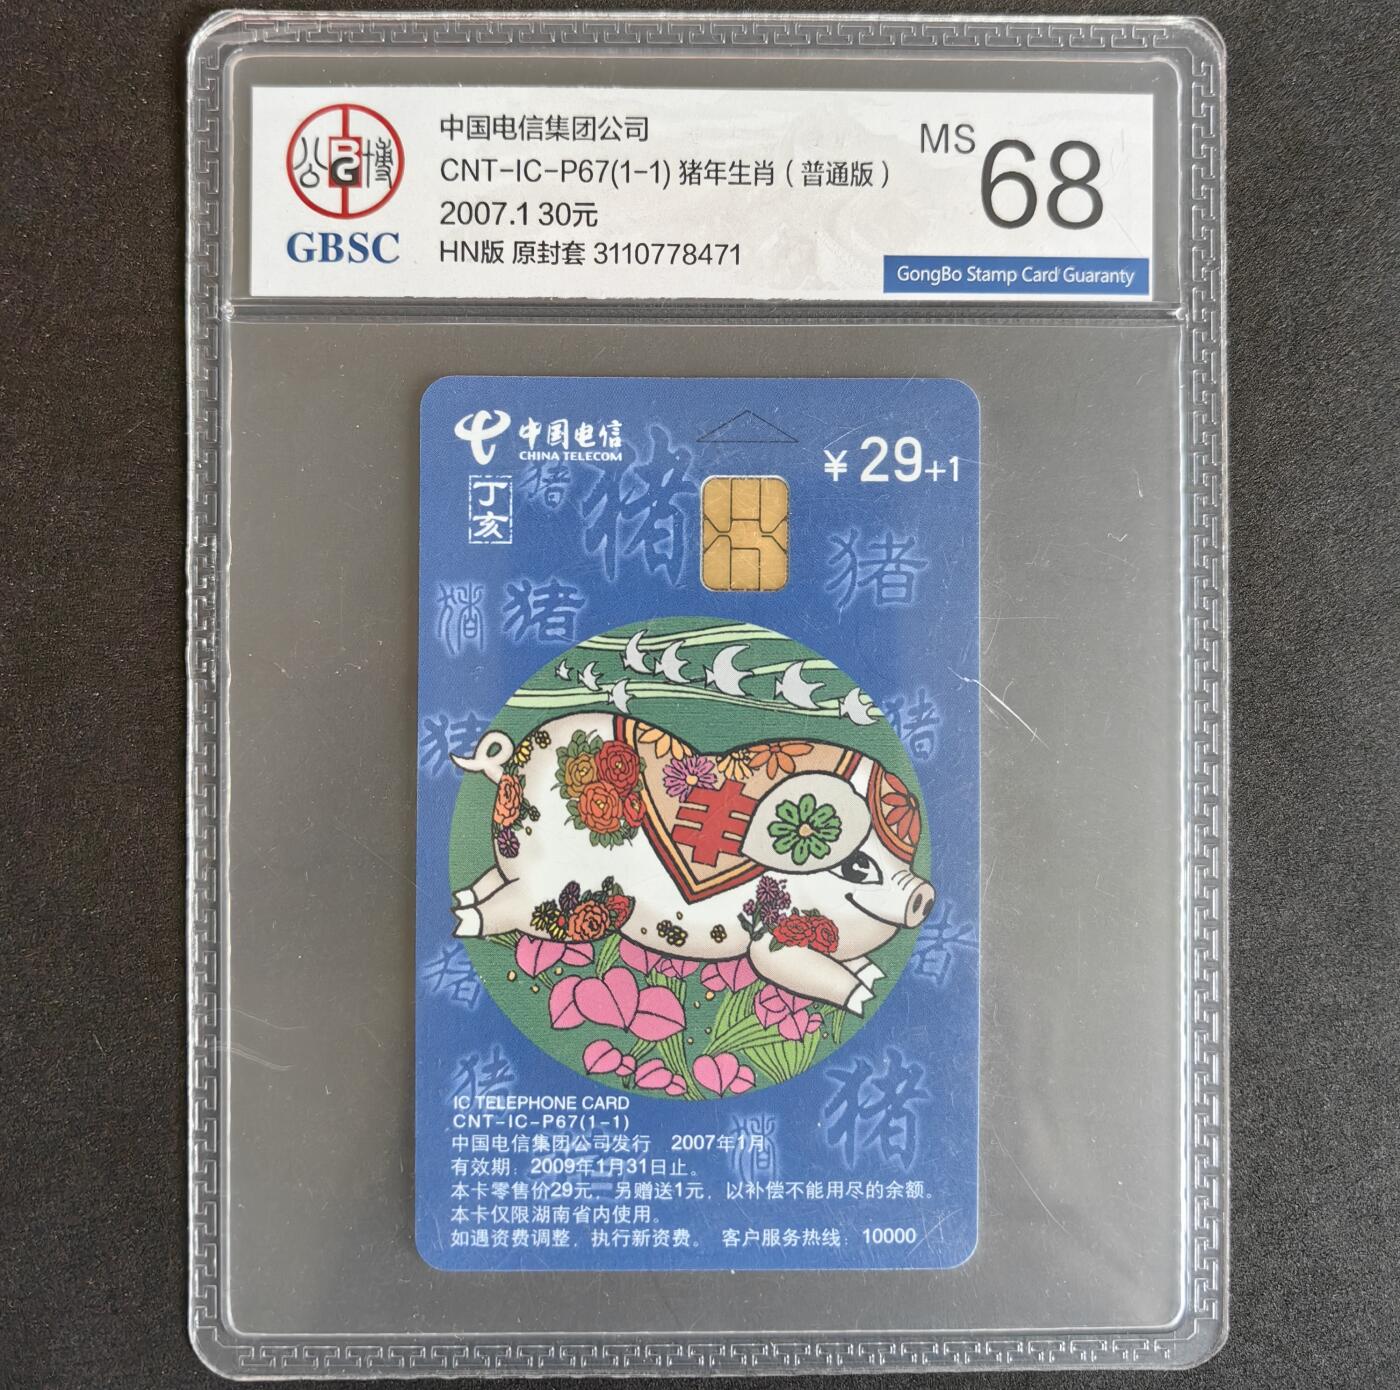 公博
BG
GBSC
中国电信集团公司
CNT-IC-P67(1-1) 猪年生肖(普通版)
2007.1 30元
HN版 原封套 3110778471
MS 68
GongBo Stamp Card Guaranty
中国电信
CHINA TELECOM
¥29+1
丁亥
猪
猪
猪
猪
猪
猪
猪
猪
猪
猪
猪
猪
猪
IC TELEPHONE CARD
CNT-IC-P67(1-1)
中国电信集团公司发行 2007年1月
有效期: 2009年1月31日止。
本卡零售价29元, 另赠送1元, 以补偿不能用尽的余额。
本卡仅限湖南省内使用。
如遇资费调整, 执行新资费。 客户服务热线: 10000